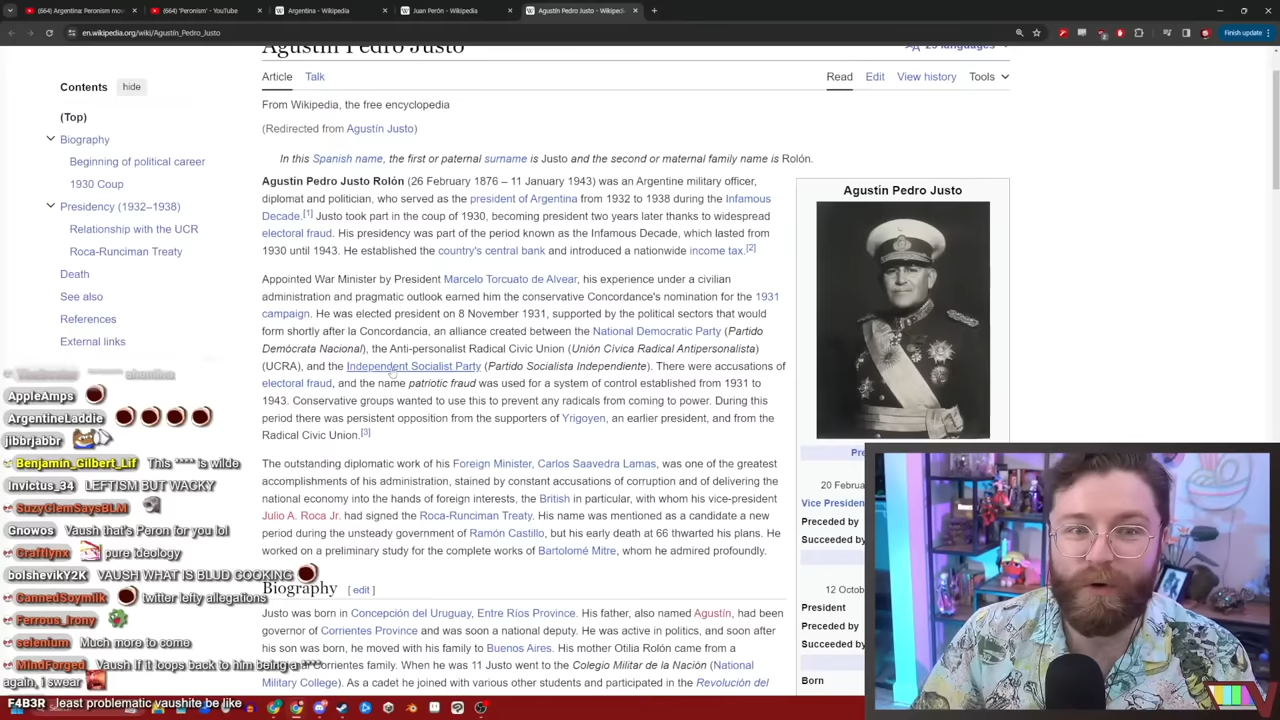 (664) Argentina: Peronism mov
(664) 'Peronism' - YouTube
Argentina - Wikipedia
Juan Perón - Wikipedia
Agustín Pedro Justo - Wikipedi
en.wikipedia.org/wiki/Agustín_Pedro_Justo
Finish update
Agustín Pedro Justo
25 languages
Contents hide
(Top)
Biography
Beginning of political career
1930 Coup
Presidency (1932–1938)
Relationship with the UCR
Roca-Runciman Treaty
Death
See also
References
External links
Article Talk
Read Edit View history Tools
From Wikipedia, the free encyclopedia
(Redirected from Agustín Justo)
In this Spanish name, the first or paternal surname is Justo and the second or maternal family name is Rolón.
Agustín Pedro Justo Rolón (26 February 1876 – 11 January 1943) was an Argentine military officer,
diplomat and politician, who served as the president of Argentina from 1932 to 1938 during the Infamous
Decade.[1] Justo took part in the coup of 1930, becoming president two years later thanks to widespread
electoral fraud. His presidency was part of the period known as the Infamous Decade, which lasted from
1930 until 1943. He established the country's central bank and introduced a nationwide income tax.[2]
Appointed War Minister by President Marcelo Torcuato de Alvear, his experience under a civilian
administration and pragmatic outlook earned him the conservative Concordance's nomination for the 1931
campaign. He was elected president on 8 November 1931, supported by the political sectors that would
form shortly after la Concordancia, an alliance created between the National Democratic Party (Partido
Demócrata Nacional), the Anti-personalist Radical Civic Union (Unión Cívica Radical Antipersonalista)
(UCRA), and the Independent Socialist Party (Partido Socialista Independiente). There were accusations of
electoral fraud, and the name patriotic fraud was used for a system of control established from 1931 to
1943. Conservative groups wanted to use this to prevent any radicals from coming to power. During this
period there was persistent opposition from the supporters of Yrigoyen, an earlier president, and from the
Radical Civic Union.[3]
The outstanding diplomatic work of his Foreign Minister, Carlos Saavedra Lamas, was one of the greatest
accomplishments of his administration, stained by constant accusations of corruption and of delivering the
national economy into the hands of foreign interests, the British in particular, with whom his vice-president
Julio A. Roca Jr. had signed the Roca-Runciman Treaty. His name was mentioned as a candidate a new
period during the unsteady government of Ramón Castillo, but his early death at 66 thwarted his plans. He
worked on a preliminary study for the complete works of Bartolomé Mitre, whom he admired profoundly.
Biography [ edit ]
Justo was born in Concepción del Uruguay, Entre Ríos Province. His father, also named Agustín, had been
governor of Corrientes Province and was soon a national deputy. He was active in politics, and soon after
his son was born, he moved with his family to Buenos Aires. His mother Otilia Rolón came from a
Corrientes family. When he was 11 Justo went to the Colegio Militar de la Nación (National
Military College). As a cadet he joined with various other students and participated in the Revolución del
Agustín Pedro Justo
Pre
20 February
Vice Presiden
Preceded by
Succeeded by
12 Octo
President
Preceded by
Succeeded by
Born
AppleAmps
ArgentineLaddie
jibbrjabbr
Benjamin_Gilbert_Lif This **** is wilde
Invictus_34 LEFTISM BUT WACKY
SuzyClemSaysBLM
Gnowos Vaush that's Peron for you lol
Craftlynx pure ideology
bolshevikY2K VAUSH WHAT IS BLUD COOKING
CannedSoymilk twitter lefty allegations
Ferrous_Irony
selenium Much more to come
MindForged Vaush if it loops back to him being a ****
again, i swear
F4B3R least problematic vaushite be like